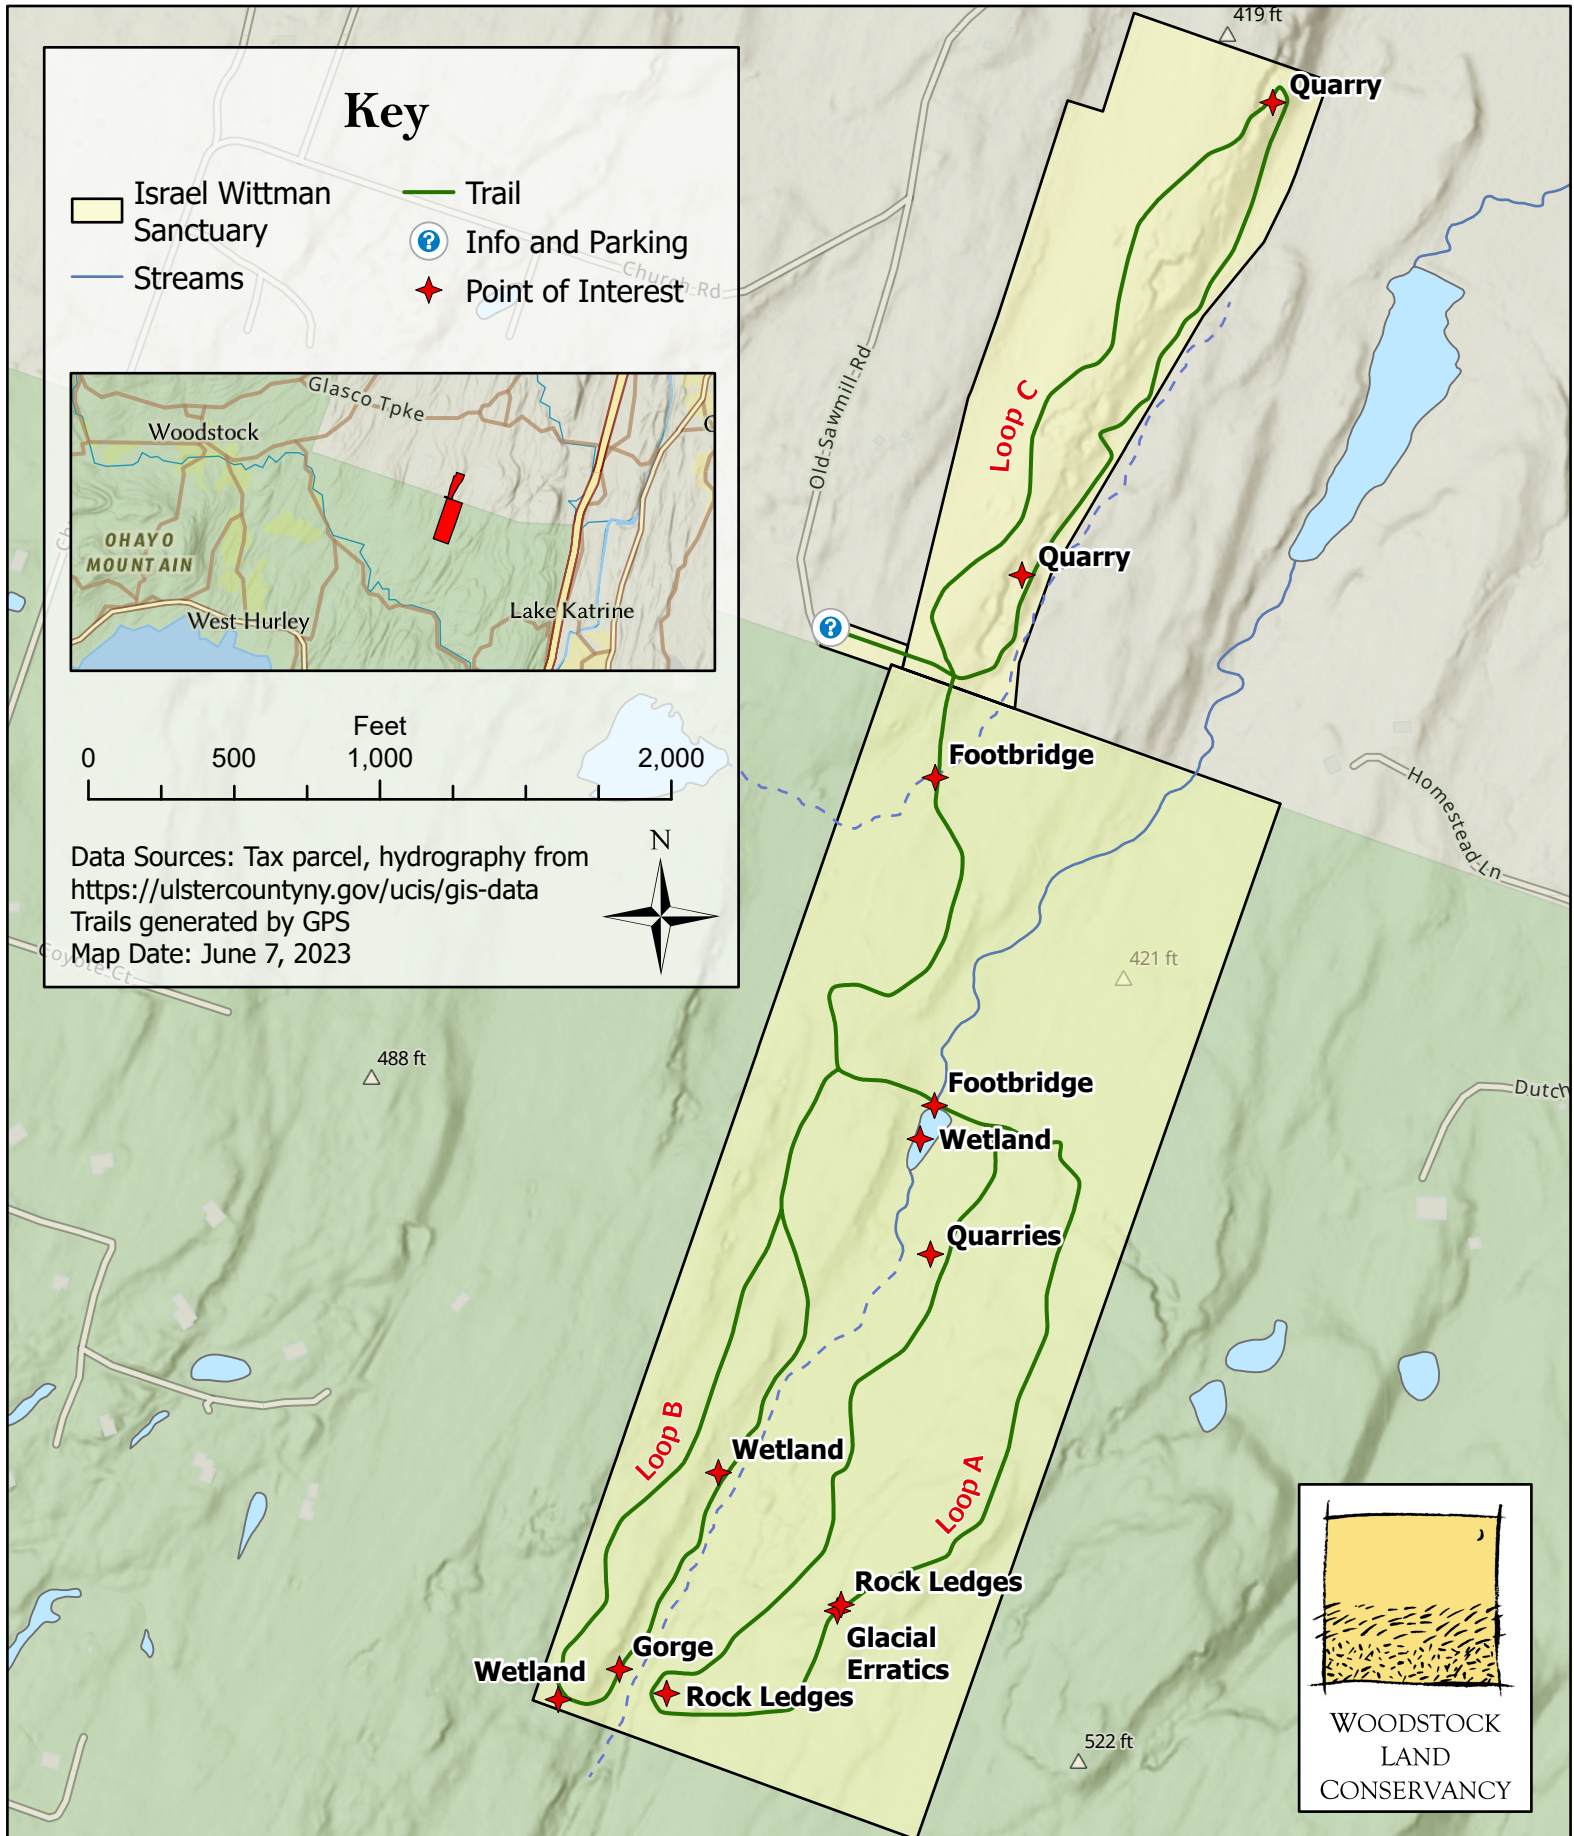 Key
Israel Wittman
Sanctuary
Streams
Trail
Info and Parking
?
Point of Interest
Church Rd
Glasco Tpke
Woodstock
OHAYO
MOUNTAIN
West Hurley
Lake Katrine
Feet
0 500 1,000 2,000
Data Sources: Tax parcel, hydrography from
https://ulstercountyny.gov/ucis/gis-data
Trails generated by GPS
Map Date: June 7, 2023
N
Coyote Ct
419 ft
Quarry
Old Sawmill Rd
Loop C
Quarry
?
Footbridge
Homestead Ln
421 ft
488 ft
Footbridge
Dutch
Wetland
Quarries
Loop B
Wetland
Loop A
Rock Ledges
Glacial
Erratics
Gorge
Wetland
Rock Ledges
522 ft
WOODSTOCK
LAND
CONSERVANCY